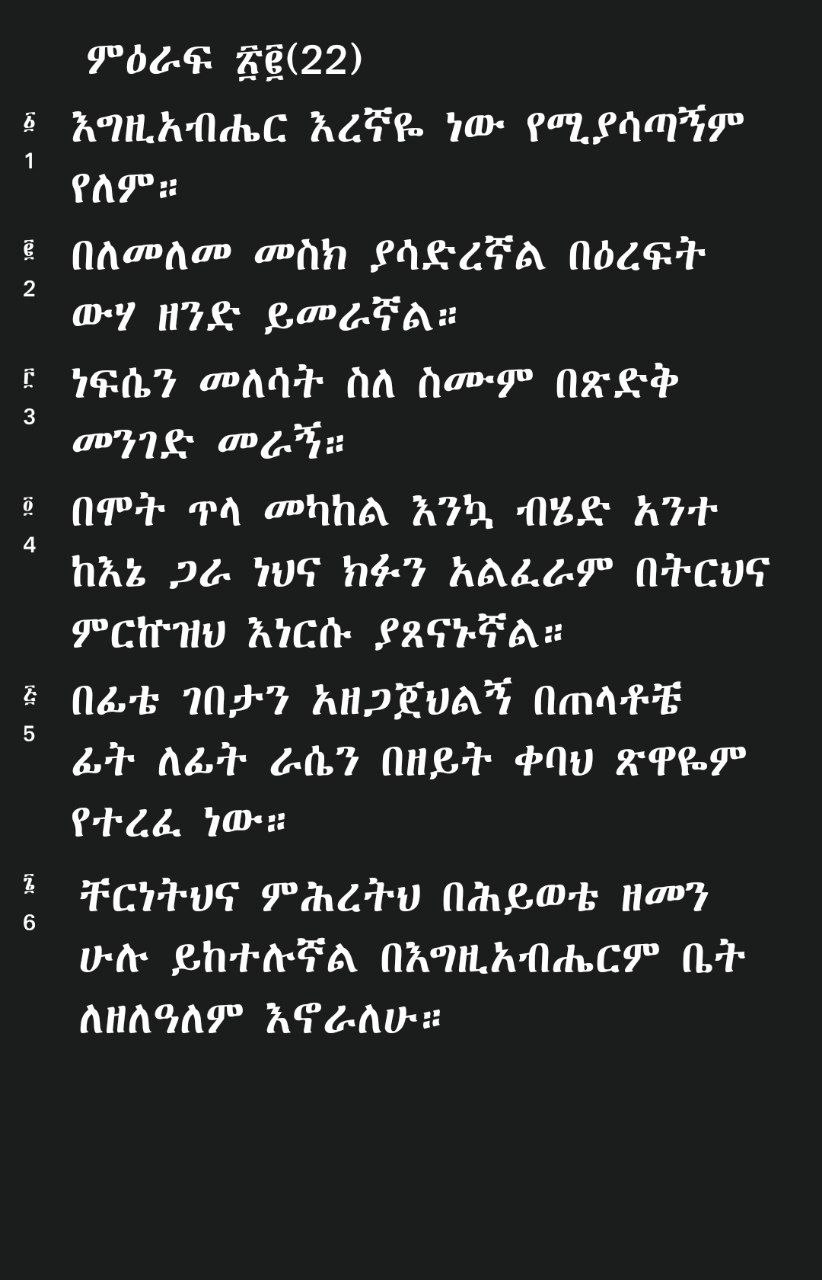 ምዕራፍ ፳፪(22)
፩ እግዚአብሔር እረኛዬ ነው የሚያሳጣኝም
1
የለም።
፪ በለመለመ መስክ ያሳድረኛል በዕረፍት
2
ውሃ ዘንድ ይመራኛል።
፫ ነፍሴን መለሳት ስለ ስሙም በጽድቅ
3
መንገድ መራኝ።
፬ በሞት ጥላ መካከል እንኳ ብሄድ አንተ
4
ከእኔ ጋራ ነህና ክፉን አልፈራም በትርህና
ምርኵዝህ እነርሱ ያጸናኑኛል።
፭ በፊቴ ገበታን አዘጋጀህልኝ በጠላቶቼ
5
ፊት ለፊት ራሴን በዘይት ቀባህ ጽዋዬም
የተረፈ ነው።
፮ ቸርነትህና ምሕረትህ በሕይወቴ ዘመን
6
ሁሉ ይከተሉኛል በእግዚአብሔርም ቤት
ለዘለዓለም እኖራለሁ።